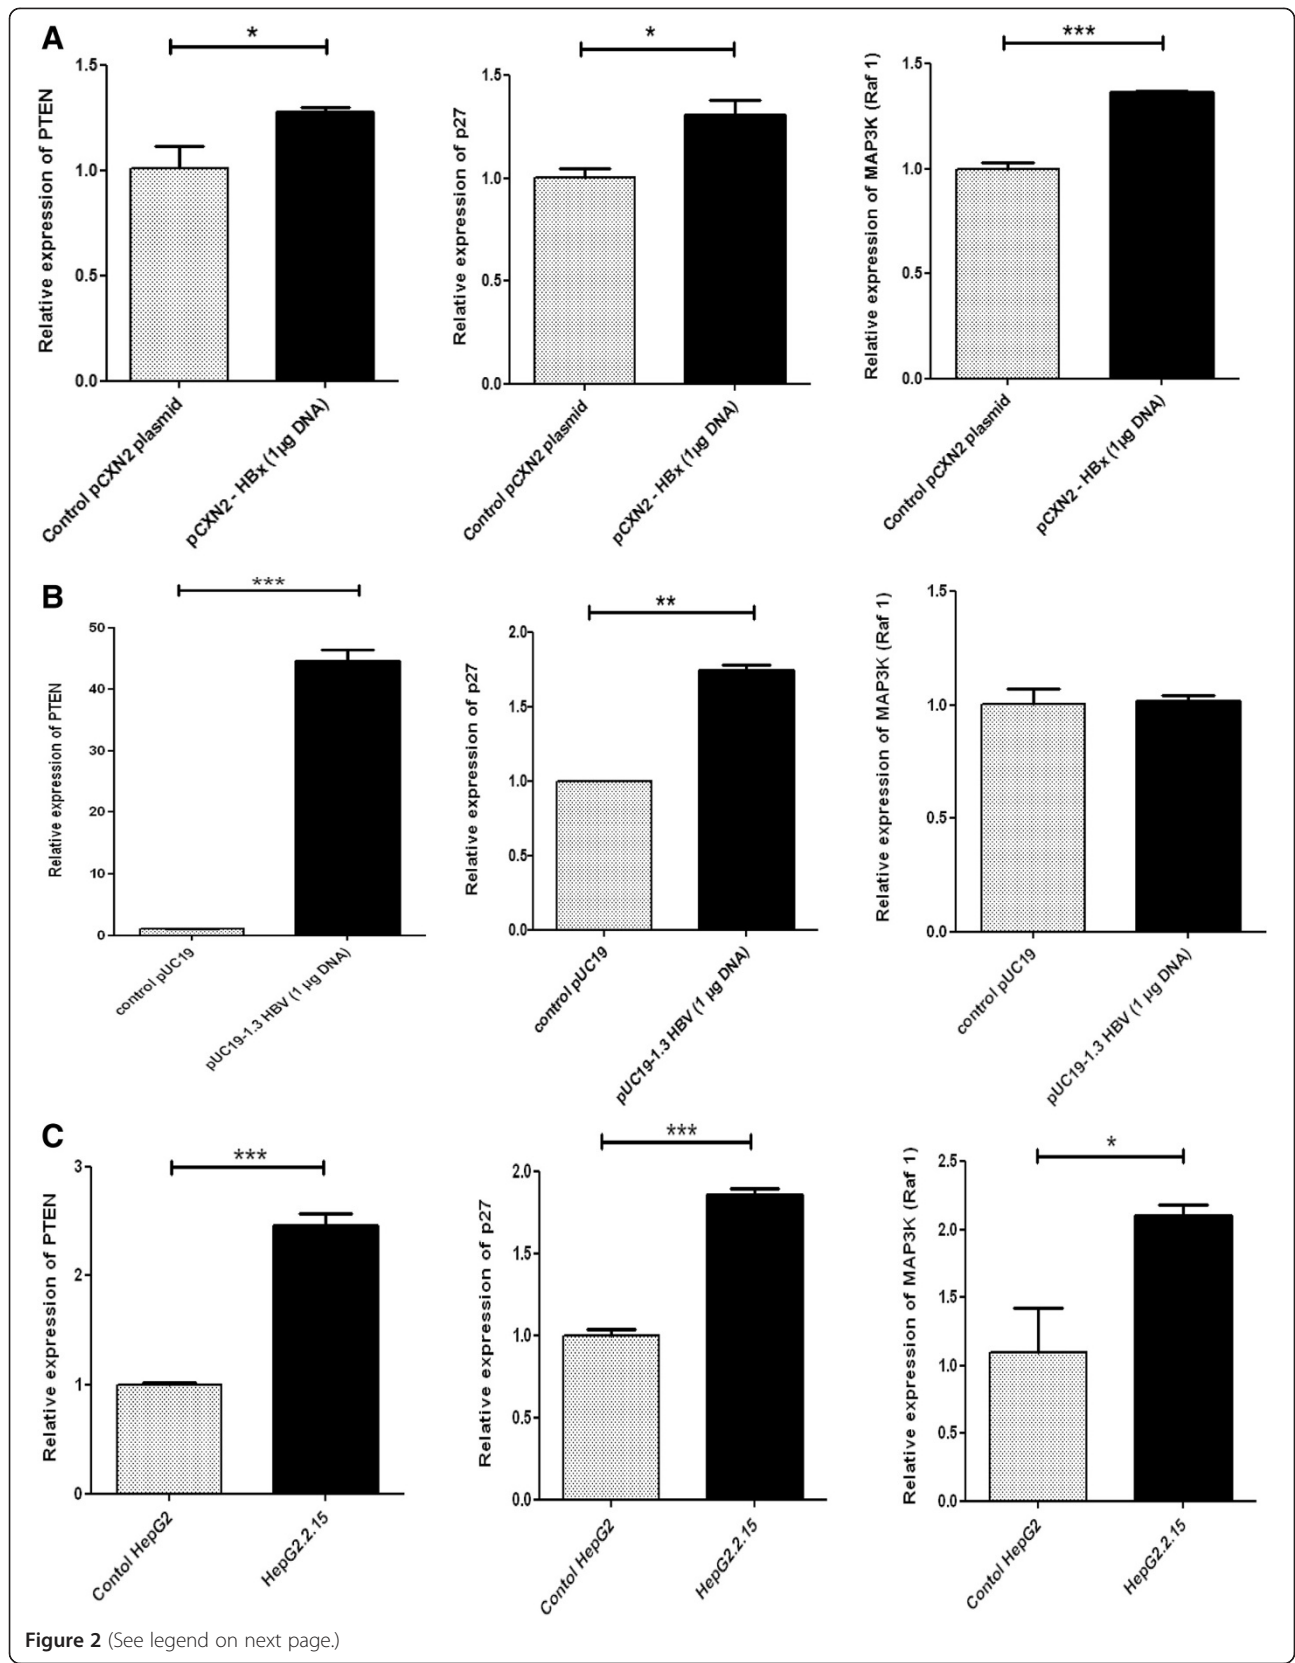 A
*
Relative expression of PTEN
1.5
1.0
0.5
0.0
Control pCXN2 plasmid
pCXN2 - HBx (1µg DNA)
*
Relative expression of p27
1.5
1.0
0.5
0.0
Control pCXN2 plasmid
pCXN2 - HBx (1µg DNA)
***
Relative expression of MAP3K (Raf 1)
1.5
1.0
0.5
0.0
Control pCXN2 plasmid
pCXN2 - HBx (1µg DNA)
B
***
Relative expression of PTEN
50
40
30
20
10
0
control pUC19
pUC19-1.3 HBV (1 µg DNA)
**
Relative expression of p27
2.0
1.5
1.0
0.5
0.0
control pUC19
pUC19-1.3 HBV (1 µg DNA)
Relative expression of MAP3K (Raf 1)
1.5
1.0
0.5
0.0
control pUC19
pUC19-1.3 HBV (1 µg DNA)
C
***
Relative expression of PTEN
3
2
1
0
Contol HepG2
HepG2.2.15
***
Relative expression of p27
2.0
1.5
1.0
0.5
0.0
Contol HepG2
HepG2.2.15
*
Relative expression of MAP3K (Raf 1)
2.5
2.0
1.5
1.0
0.5
0.0
Contol HepG2
HepG2.2.15
Figure 2 (See legend on next page.)